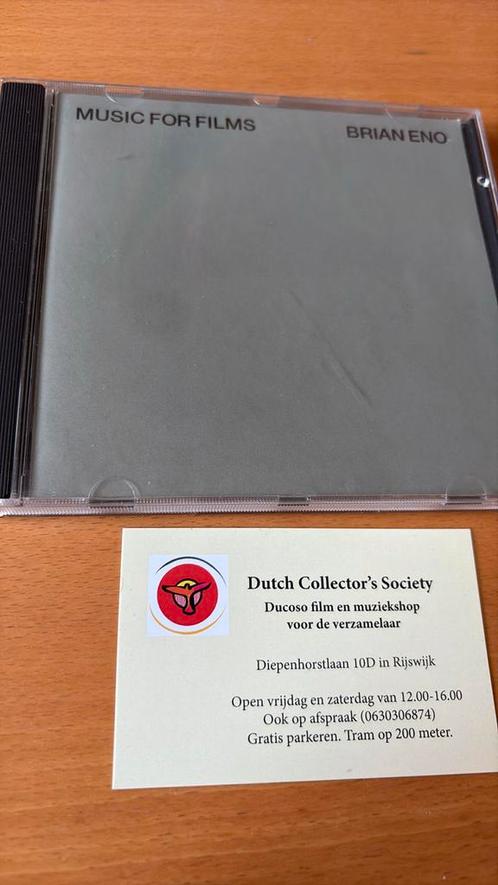 MUSIC FOR FILMS BRIAN ENO
Dutch Collector's Society
Ducoso film en muziekshop
voor de verzamelaar
Diepenhorstlaan 10D in Rijswijk
Open vrijdag en zaterdag van 12.00-16.00
Ook op afspraak (0630306874)
Gratis parkeren. Tram op 200 meter.